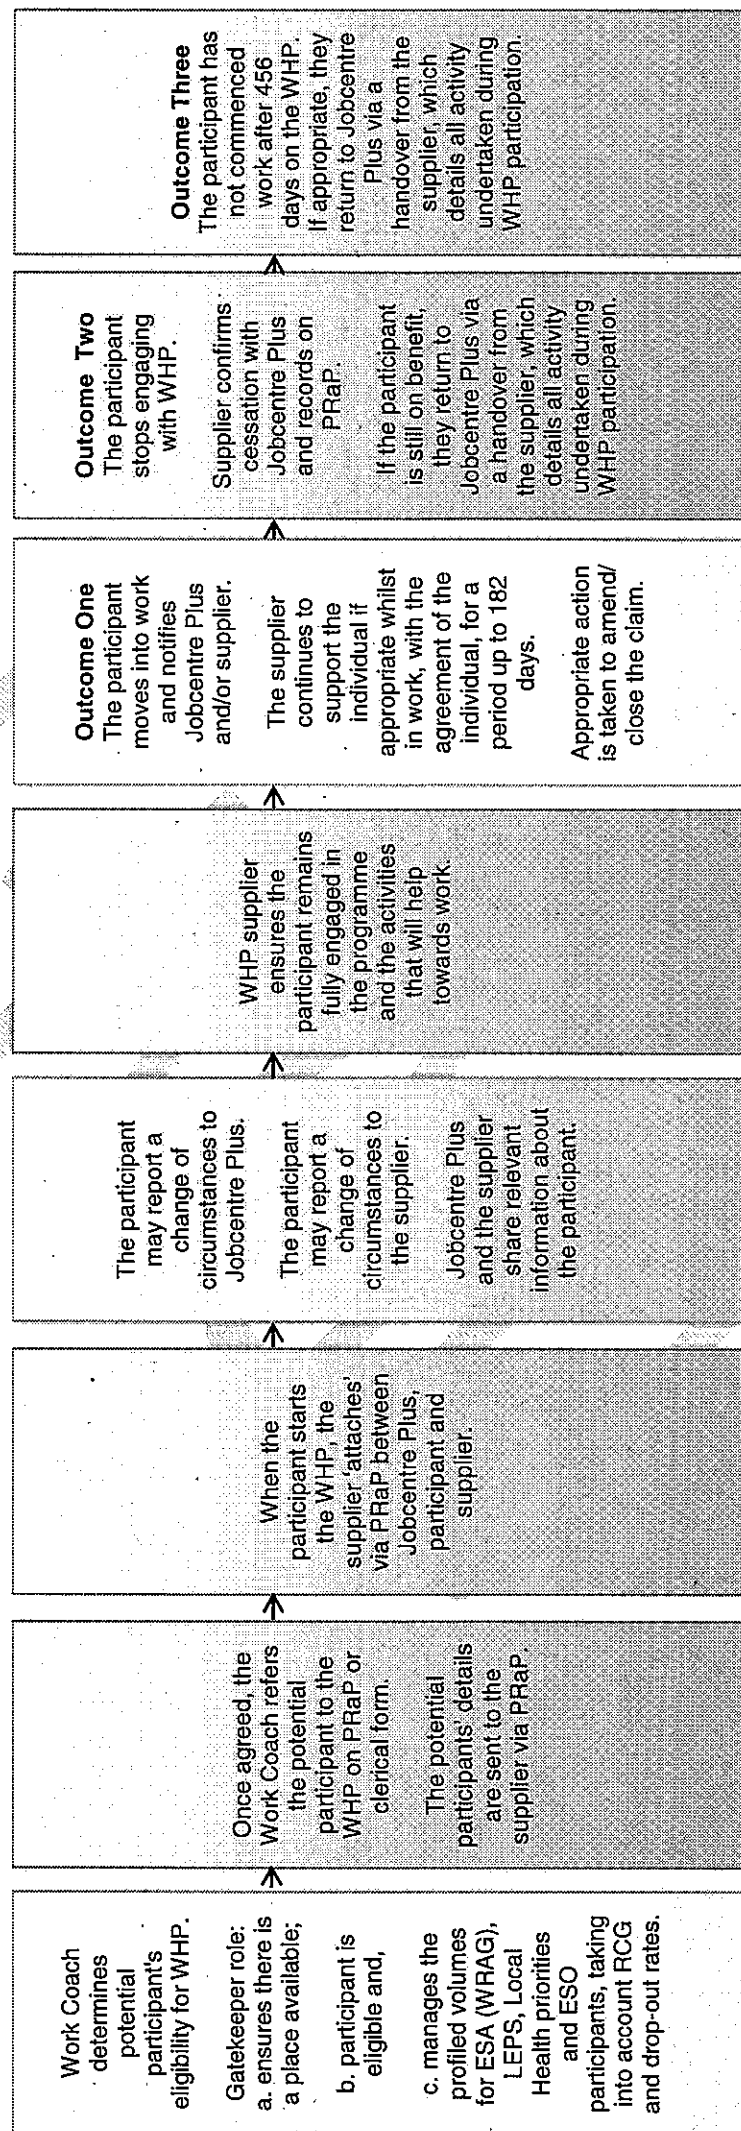 Work Coach
determines
potential
participant's
eligibility for WHP.
Gatekeeper role:
a. ensures there is
a place available;
b. participant is
eligible and,
c. manages the
profiled volumes
for ESA (WRAG),
LEPS, Local
Health priorities
and ESO
participants, taking
into account RCG
and drop-out rates.
Once agreed, the
Work Coach refers
the potential
participant to the
WHP on PRaP or
clerical form.
The potential
participants' details
are sent to the
supplier via PRaP.
When the
participant starts
the WHP, the
supplier 'attaches'
via PRaP between
Jobcentre Plus,
participant and
supplier.
The participant
may report a
change of
circumstances to
Jobcentre Plus.
The participant
may report a
change of
circumstances to
the supplier.
Jobcentre Plus
and the supplier
share relevant
information about
the participant.
WHP supplier
ensures the
participant remains
fully engaged in
the programme
and the activities
that will help
towards work.
Outcome One
The participant
moves into work
and notifies
Jobcentre Plus
and/or supplier.
The supplier
continues to
support the
individual if
appropriate whilst
in work, with the
agreement of the
individual, for a
period up to 182
days.
Appropriate action
is taken to amend/
close the claim.
Outcome Two
The participant
stops engaging
with WHP.
Supplier confirms
cessation with
Jobcentre Plus
and records on
PRaP.
If the participant
is still on benefit,
they return to
Jobcentre Plus via
a handover from
the supplier, which
details all activity
undertaken during
WHP participation.
Outcome Three
The participant has
not commenced
work after 456
days on the WHP.
If appropriate, they
return to Jobcentre
Plus via a
handover from the
supplier, which
details all activity
undertaken during
WHP participation.